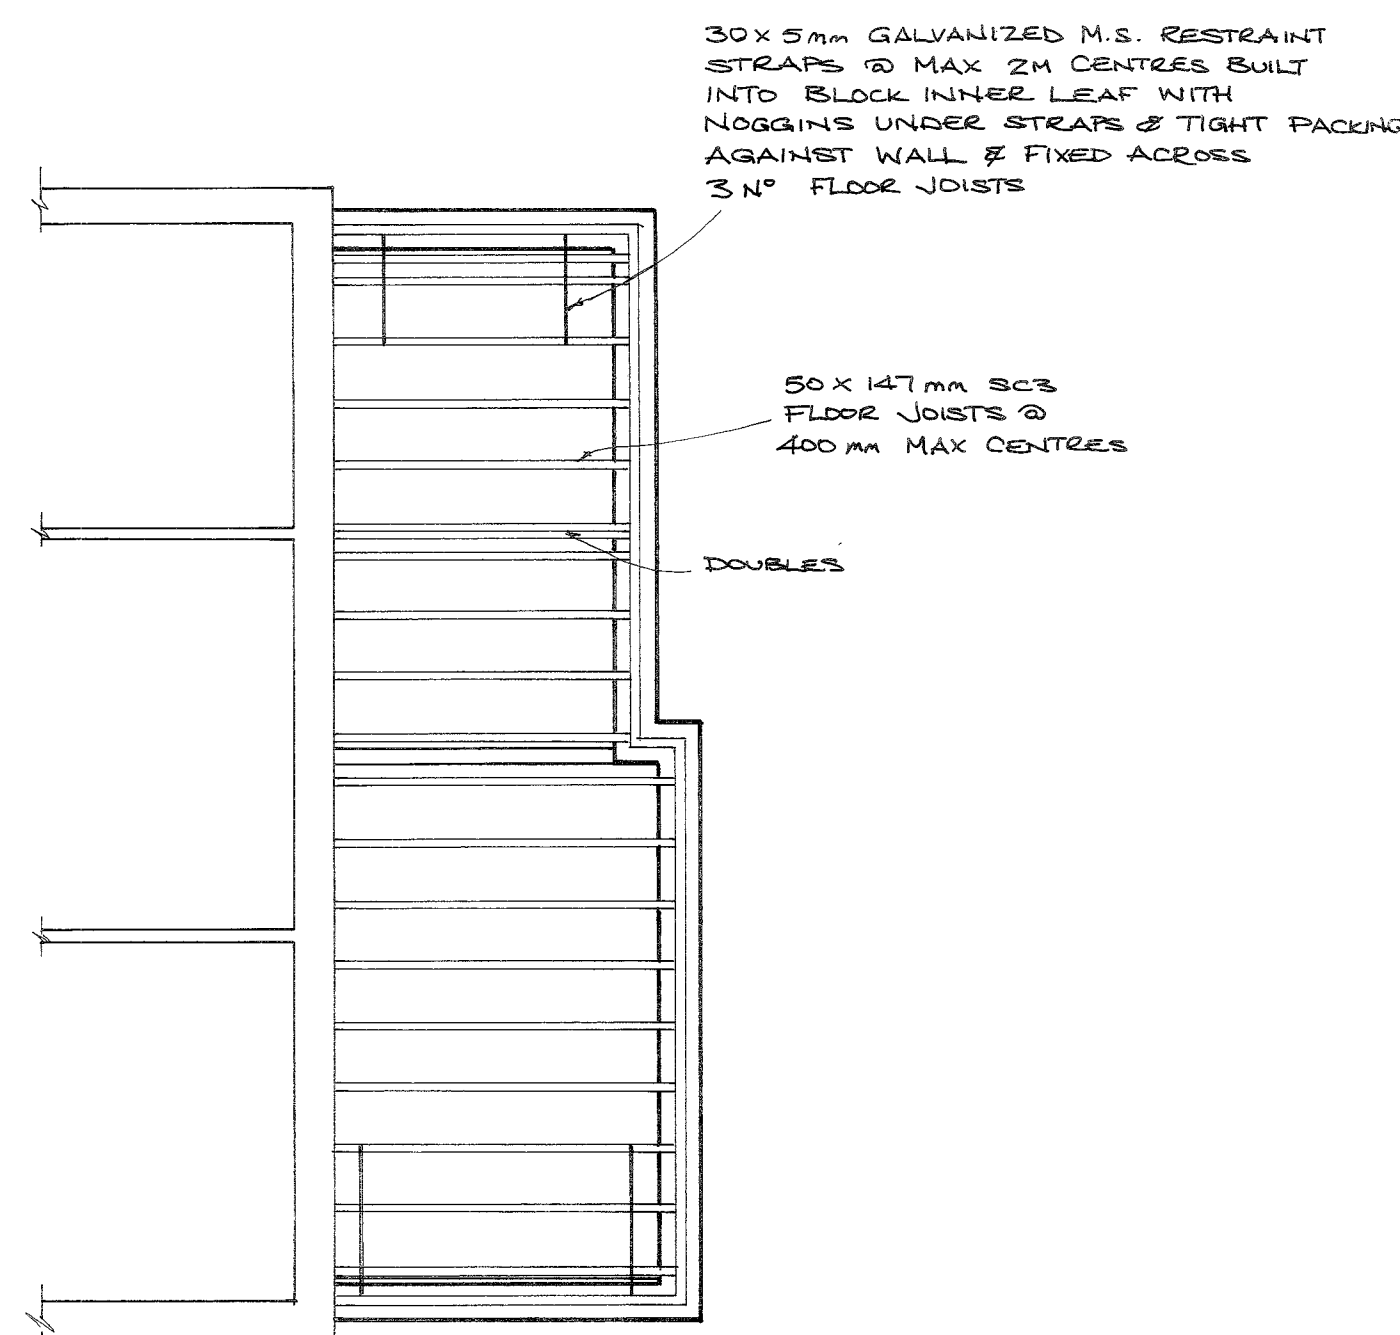 30 x 5mm GALVANIZED M.S. RESTRAINT
STRAPS @ MAX 2M CENTRES BUILT
INTO BLOCK INNER LEAF WITH
NOGGINS UNDER STRAPS & TIGHT PACKING
AGAINST WALL & FIXED ACROSS
3 Nº FLOOR JOISTS
50 x 147mm SC3
FLOOR JOISTS @
400mm MAX CENTRES
DOUBLES